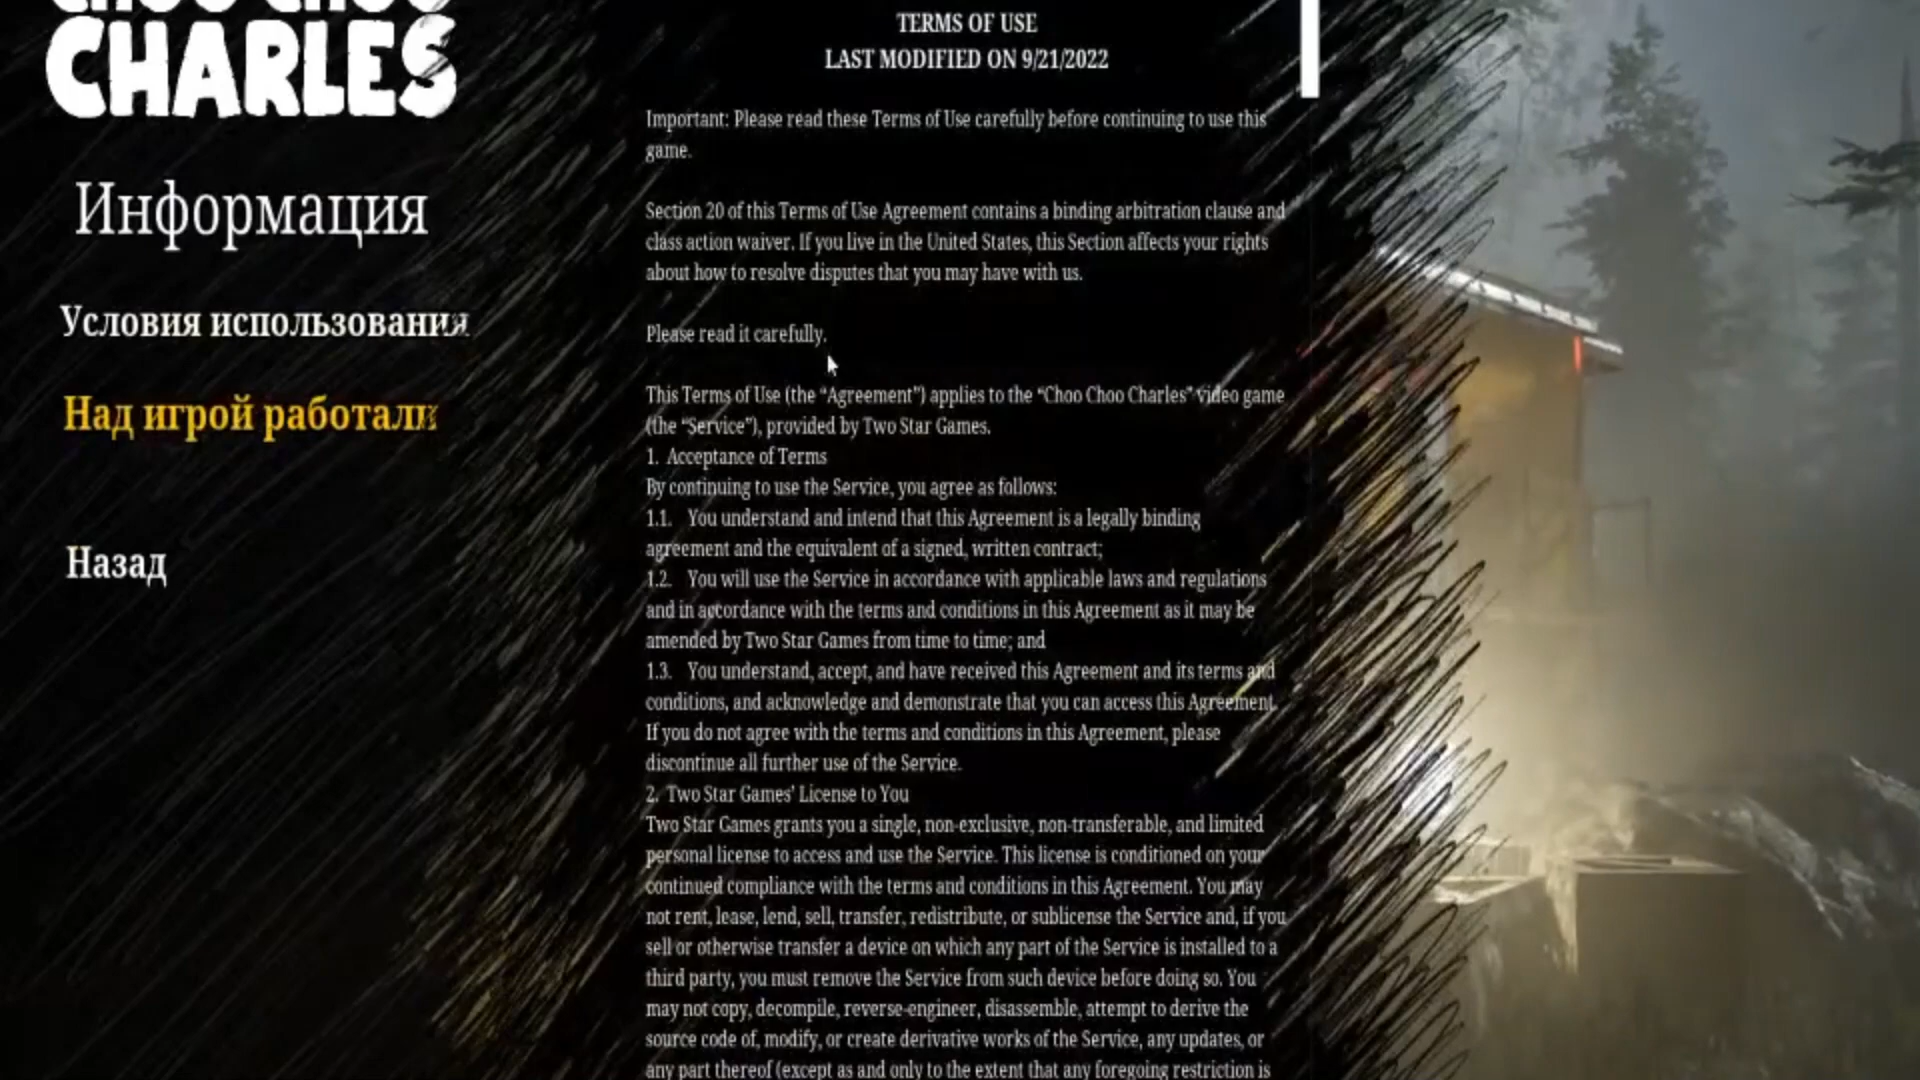 CHOO CHOO
CHARLES
Информация
Условия использования
Над игрой работали
Назад
TERMS OF USE
LAST MODIFIED ON 9/21/2022
Important: Please read these Terms of Use carefully before continuing to use this
game.
Section 20 of this Terms of Use Agreement contains a binding arbitration clause and
class action waiver. If you live in the United States, this Section affects your rights
about how to resolve disputes that you may have with us.
Please read it carefully.
This Terms of Use (the “Agreement”) applies to the “Choo Choo Charles” video game
(the “Service”), provided by Two Star Games.
1. Acceptance of Terms
By continuing to use the Service, you agree as follows:
1.1. You understand and intend that this Agreement is a legally binding
agreement and the equivalent of a signed, written contract;
1.2. You will use the Service in accordance with applicable laws and regulations
and in accordance with the terms and conditions in this Agreement as it may be
amended by Two Star Games from time to time; and
1.3. You understand, accept, and have received this Agreement and its terms and
conditions, and acknowledge and demonstrate that you can access this Agreement.
If you do not agree with the terms and conditions in this Agreement, please
discontinue all further use of the Service.
2. Two Star Games’ License to You
Two Star Games grants you a single, non-exclusive, non-transferable, and limited
personal license to access and use the Service. This license is conditioned on your
continued compliance with the terms and conditions in this Agreement. You may
not rent, lease, lend, sell, transfer, redistribute, or sublicense the Service and, if you
sell or otherwise transfer a device on which any part of the Service is installed to a
third party, you must remove the Service from such device before doing so. You
may not copy, decompile, reverse-engineer, disassemble, attempt to derive the
source code of, modify, or create derivative works of the Service, any updates, or
any part thereof (except as and only to the extent that any foregoing restriction is